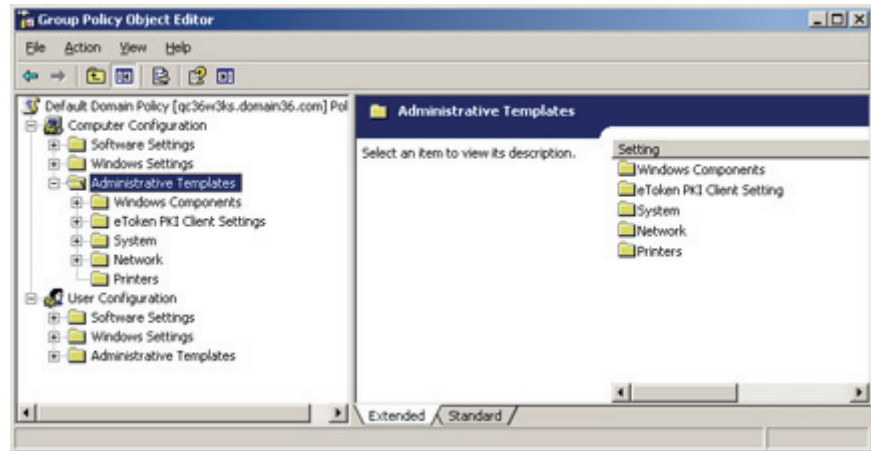 Group Policy Object Editor
File Action View Help
Default Domain Policy [qc36w3ks.domain36.com] Pol
Computer Configuration
Software Settings
Windows Settings
Administrative Templates
Windows Components
eToken PKI Client Settings
System
Network
Printers
User Configuration
Software Settings
Windows Settings
Administrative Templates
Administrative Templates
Select an item to view its description.
Setting
Windows Components
eToken PKI Client Setting
System
Network
Printers
Extended Standard